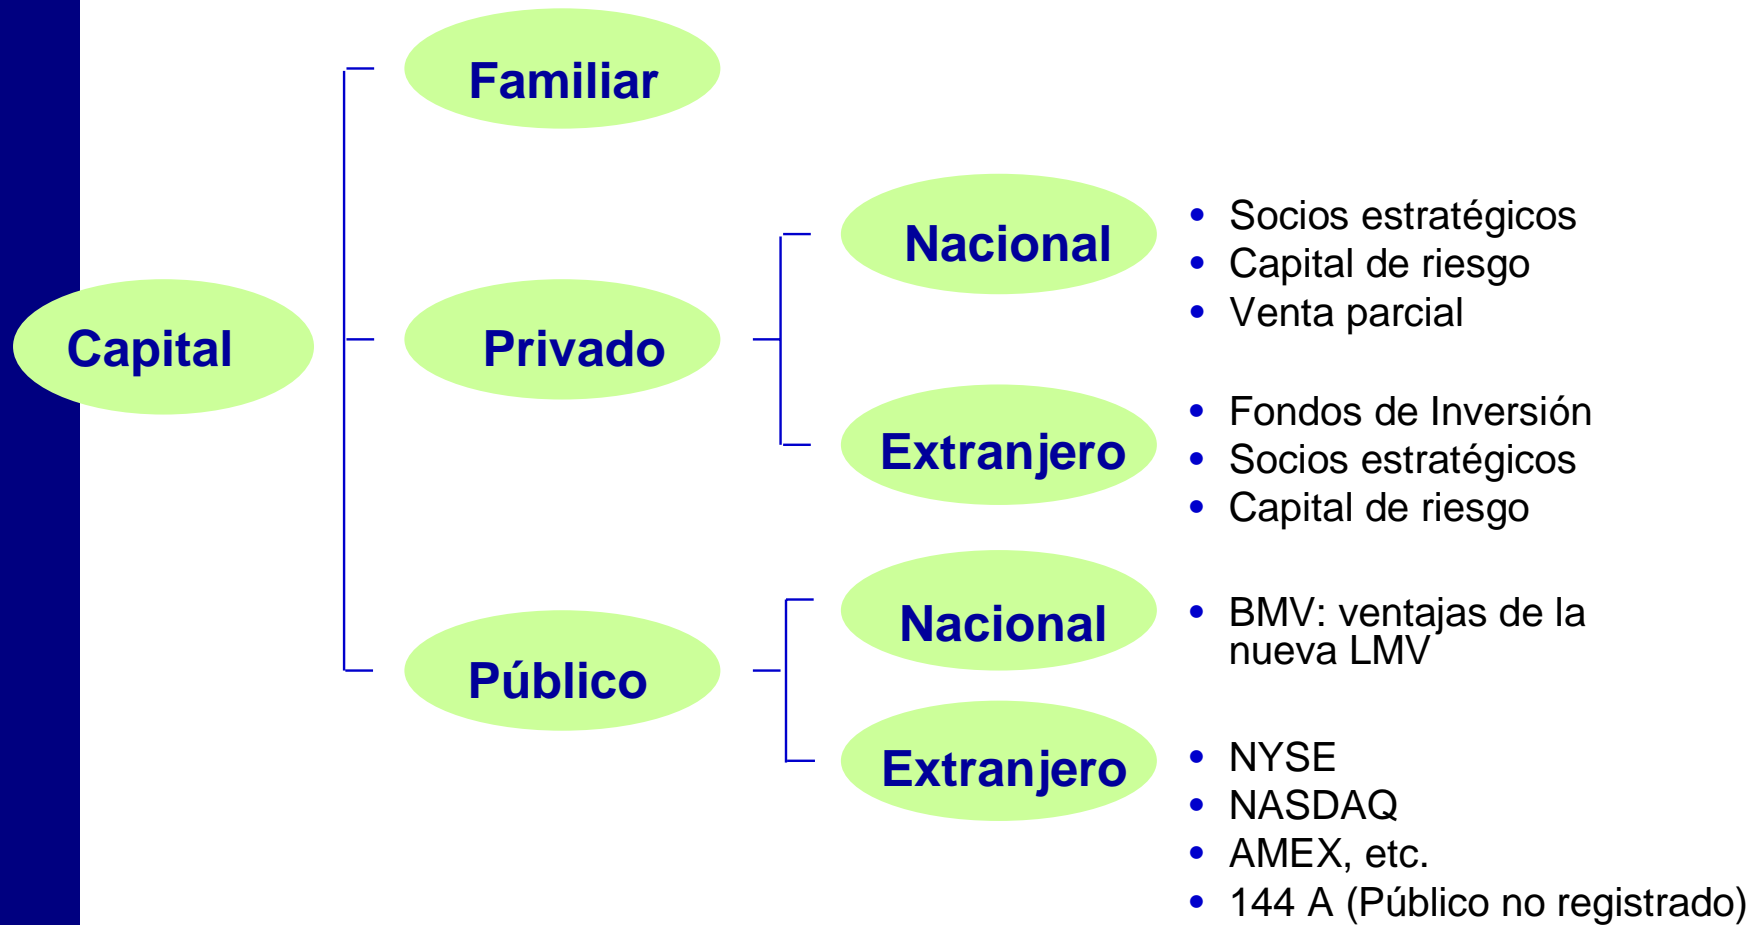 Capital
Familiar
Privado
Nacional
• Socios estratégicos
• Capital de riesgo
• Venta parcial
Extranjero
• Fondos de Inversión
• Socios estratégicos
• Capital de riesgo
Público
Nacional
• BMV: ventajas de la
nueva LMV
Extranjero
• NYSE
• NASDAQ
• AMEX, etc.
• 144 A (Público no registrado)